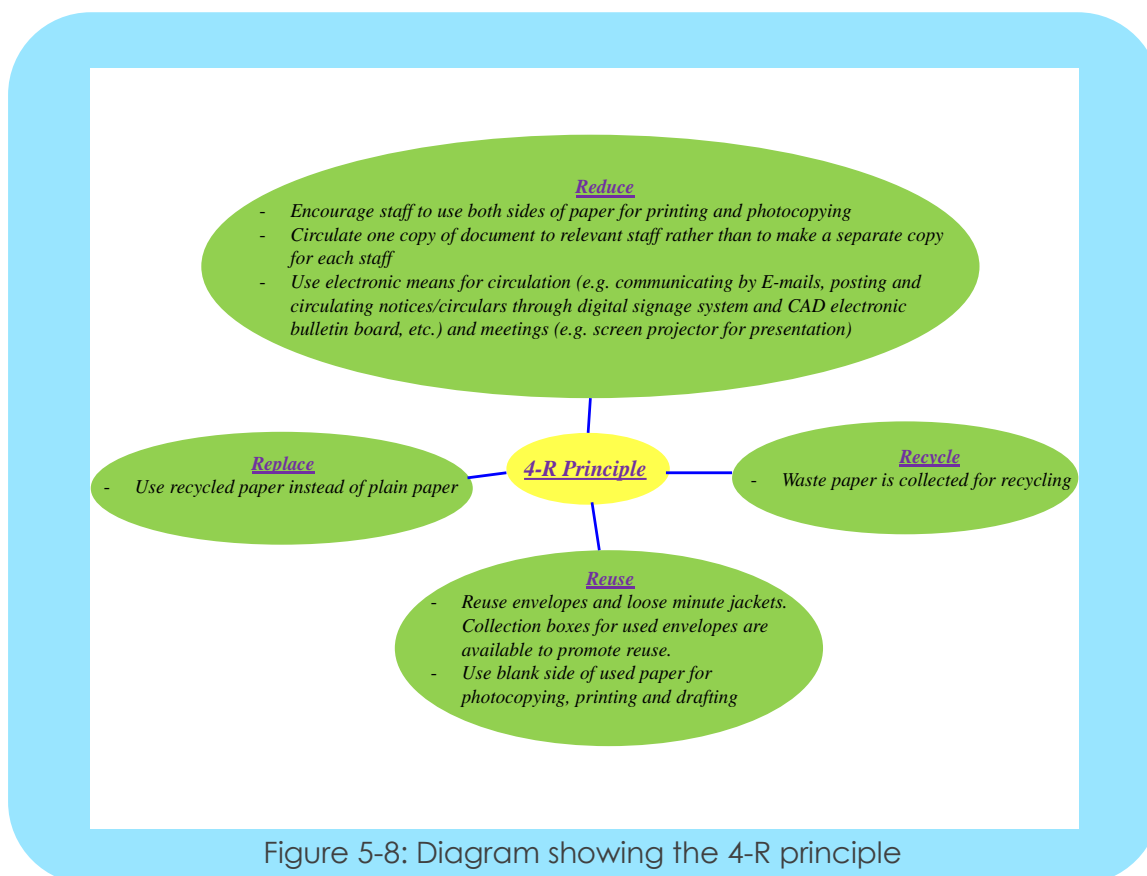 Reduce
- Encourage staff to use both sides of paper for printing and photocopying
- Circulate one copy of document to relevant staff rather than to make a separate copy
for each staff
- Use electronic means for circulation (e.g. communicating by E-mails, posting and
circulating notices/circulars through digital signage system and CAD electronic
bulletin board, etc.) and meetings (e.g. screen projector for presentation)
Replace
- Use recycled paper instead of plain paper
4-R Principle
Recycle
- Waste paper is collected for recycling
Reuse
- Reuse envelopes and loose minute jackets.
Collection boxes for used envelopes are
available to promote reuse.
- Use blank side of used paper for
photocopying, printing and drafting
Figure 5-8: Diagram showing the 4-R principle